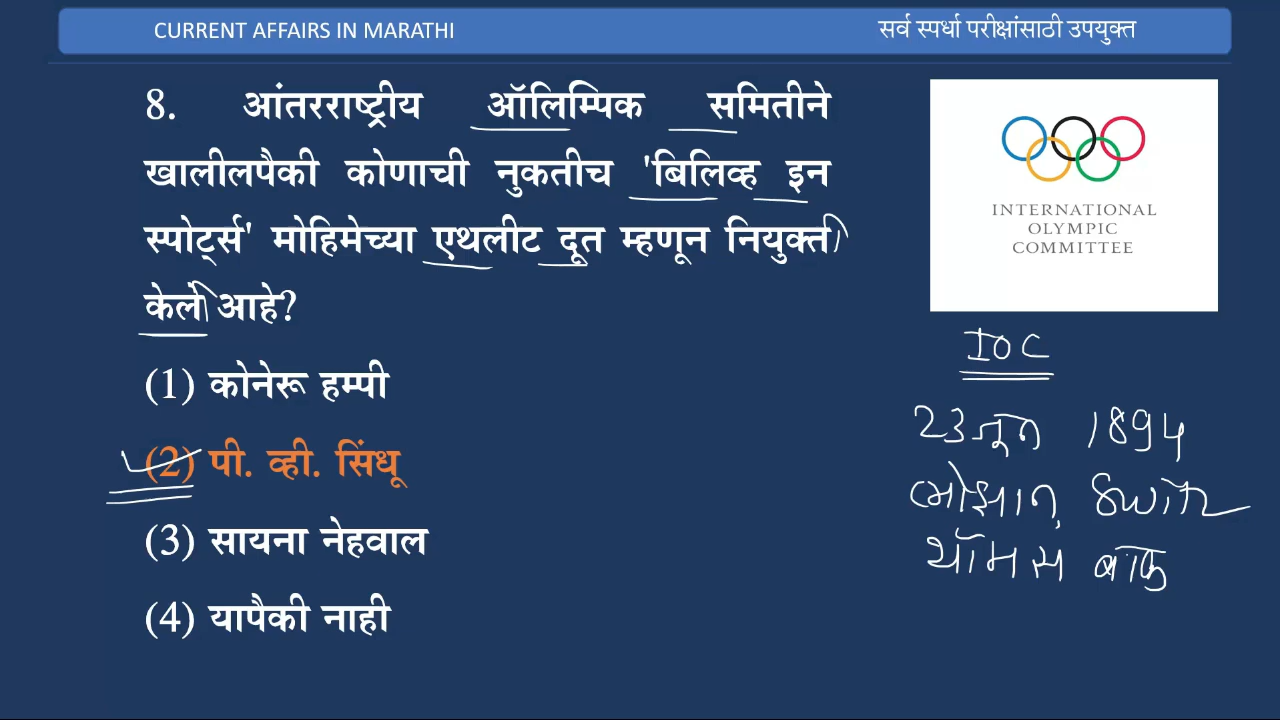 CURRENT AFFAIRS IN MARATHI
सर्व स्पर्धा परीक्षांसाठी उपयुक्त
8. आंतरराष्ट्रीय ऑलिम्पिक समितीने
खालीलपैकी कोणाची नुकतीच 'बिलिव्ह इन
स्पोर्ट्स' मोहिमेच्या एथलीट दूत म्हणून नियुक्ती
केली आहे?
(1) कोनेरू हम्पी
(2) पी. व्ही. सिंधू
(3) सायना नेहवाल
(4) यापैकी नाही
INTERNATIONAL
OLYMPIC
COMMITTEE
IOC
23 जून 1894
थॉमस बाक